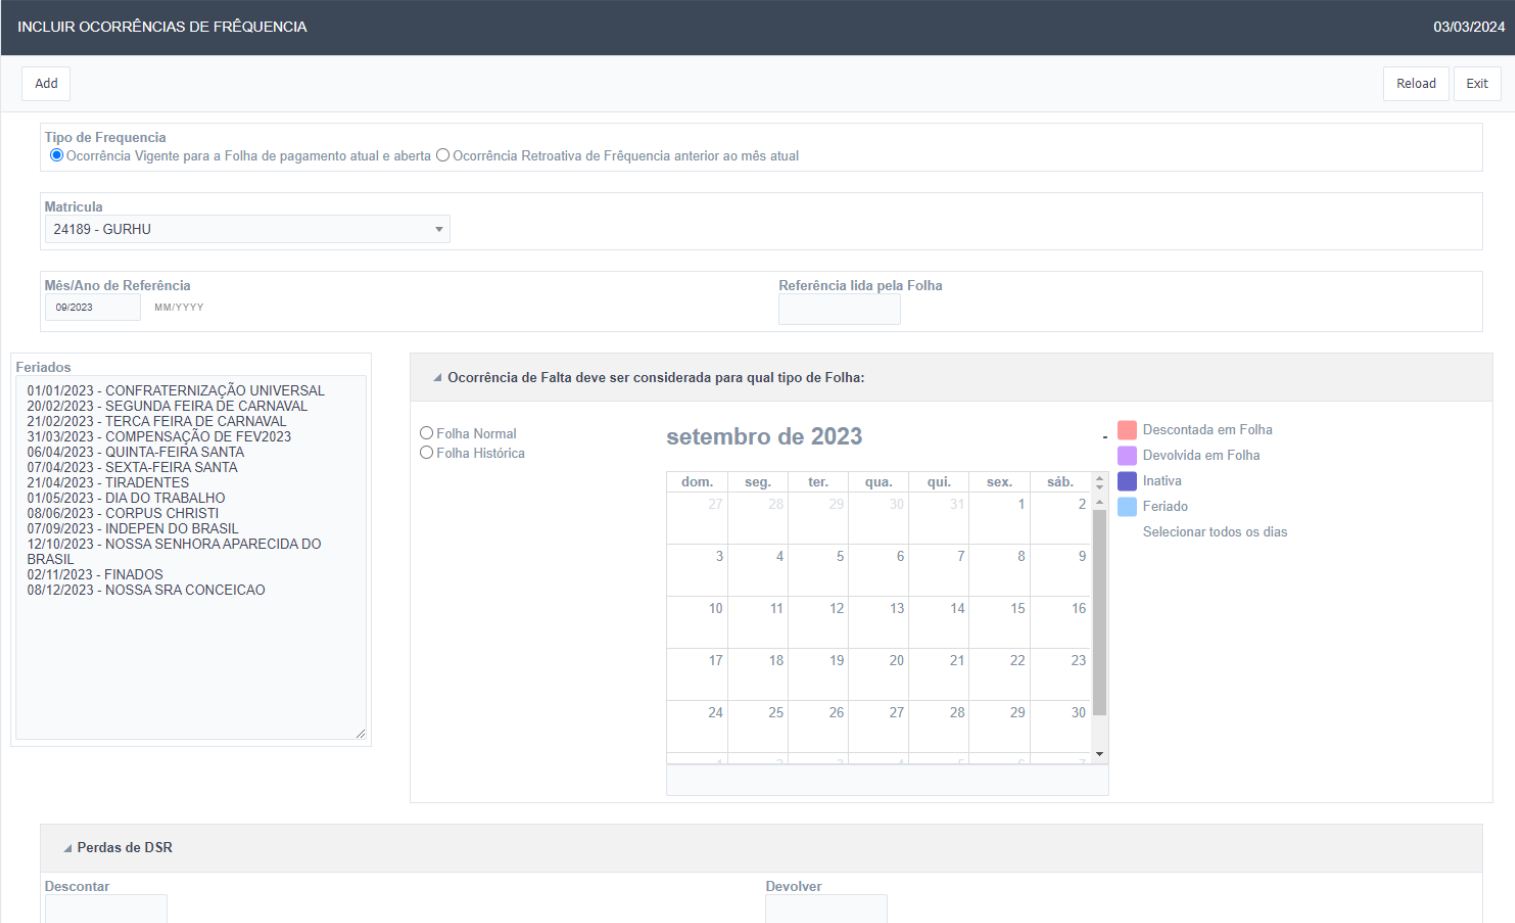 INCLUIR OCORRÊNCIAS DE FRÊQUENCIA 03/03/2024
Add Reload Exit
Tipo de Frequencia
Ocorrência Vigente para a Folha de pagamento atual e aberta Ocorrência Retroativa de Frêquencia anterior ao mês atual
Matricula
24189 - GURHU
Mês/Ano de Referência Referência lida pela Folha
09/2023 MM/YYYY
Feriados
01/01/2023 - CONFRATERNIZAÇÃO UNIVERSAL
20/02/2023 - SEGUNDA FEIRA DE CARNAVAL
21/02/2023 - TERCA FEIRA DE CARNAVAL
31/03/2023 - COMPENSAÇÃO DE FEV2023
06/04/2023 - QUINTA-FEIRA SANTA
07/04/2023 - SEXTA-FEIRA SANTA
21/04/2023 - TIRADENTES
01/05/2023 - DIA DO TRABALHO
08/06/2023 - CORPUS CHRISTI
07/09/2023 - INDEPEN DO BRASIL
12/10/2023 - NOSSA SENHORA APARECIDA DO
BRASIL
02/11/2023 - FINADOS
08/12/2023 - NOSSA SRA CONCEICAO
Ocorrência de Falta deve ser considerada para qual tipo de Folha:
Folha Normal
Folha Histórica
setembro de 2023 -
dom. seg. ter. qua. qui. sex. sáb.
27 28 29 30 31 1 2
3 4 5 6 7 8 9
10 11 12 13 14 15 16
17 18 19 20 21 22 23
24 25 26 27 28 29 30
Descontada em Folha
Devolvida em Folha
Inativa
Feriado
Selecionar todos os dias
Perdas de DSR
Descontar Devolver